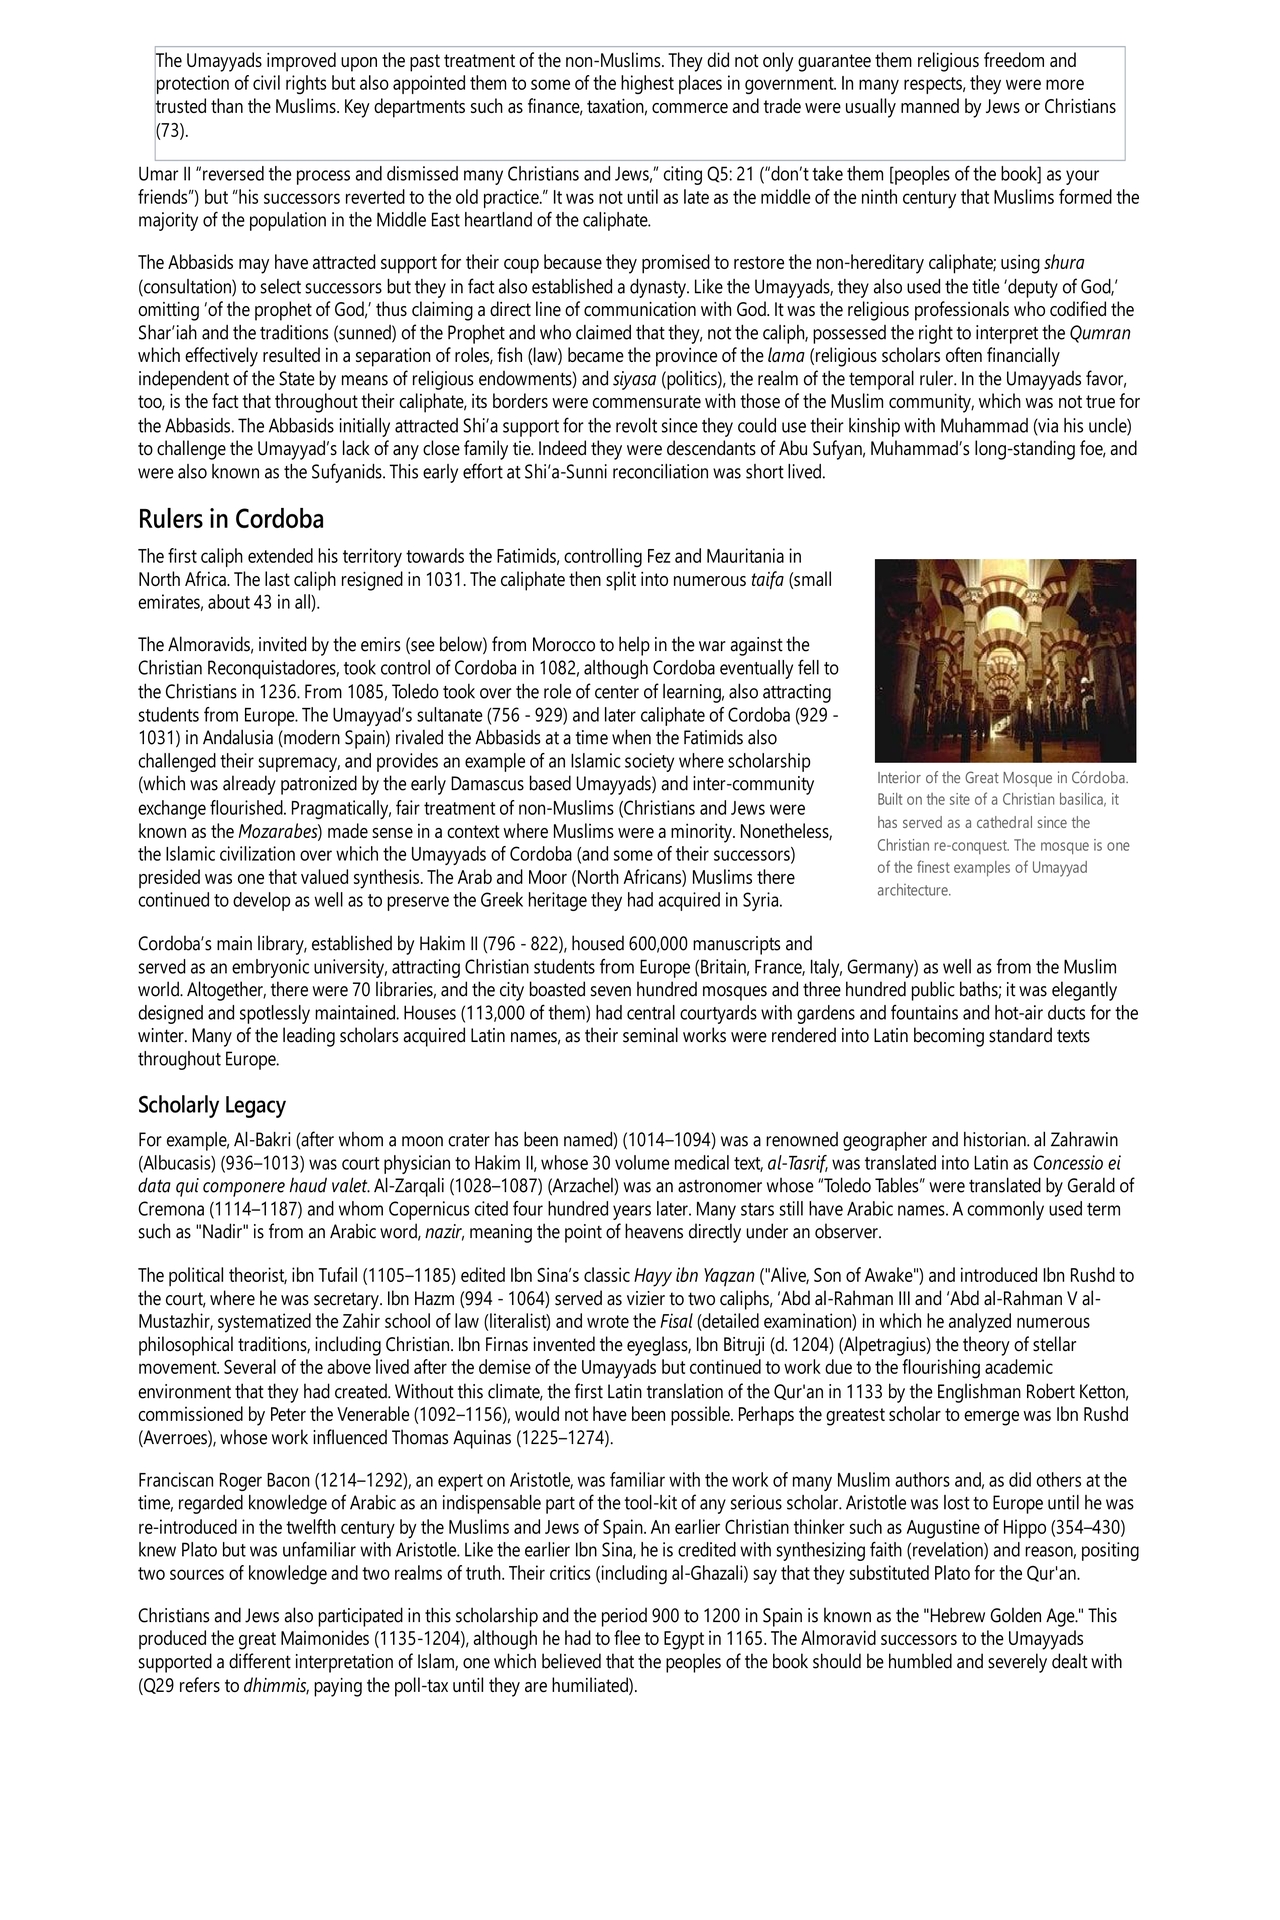 The Umayyads improved upon the past treatment of the non-Muslims. They did not only guarantee them religious freedom and
protection of civil rights but also appointed them to some of the highest places in government. In many respects, they were more
trusted than the Muslims. Key departments such as finance, taxation, commerce and trade were usually manned by Jews or Christians
(73).
Umar II “reversed the process and dismissed many Christians and Jews,” citing Q5: 21 (“don’t take them [peoples of the book] as your
friends”) but “his successors reverted to the old practice.” It was not until as late as the middle of the ninth century that Muslims formed the
majority of the population in the Middle East heartland of the caliphate.
The Abbasids may have attracted support for their coup because they promised to restore the non-hereditary caliphate; using shura
(consultation) to select successors but they in fact also established a dynasty. Like the Umayyads, they also used the title ‘deputy of God,’
omitting ‘of the prophet of God,’ thus claiming a direct line of communication with God. It was the religious professionals who codified the
Shar’iah and the traditions (sunned) of the Prophet and who claimed that they, not the caliph, possessed the right to interpret the Qumran
which effectively resulted in a separation of roles, fish (law) became the province of the lama (religious scholars often financially
independent of the State by means of religious endowments) and siyasa (politics), the realm of the temporal ruler. In the Umayyads favor,
too, is the fact that throughout their caliphate, its borders were commensurate with those of the Muslim community, which was not true for
the Abbasids. The Abbasids initially attracted Shi’a support for the revolt since they could use their kinship with Muhammad (via his uncle)
to challenge the Umayyad’s lack of any close family tie. Indeed they were descendants of Abu Sufyan, Muhammad’s long-standing foe, and
were also known as the Sufyanids. This early effort at Shi’a-Sunni reconciliation was short lived.
Rulers in Cordoba
The first caliph extended his territory towards the Fatimids, controlling Fez and Mauritania in
North Africa. The last caliph resigned in 1031. The caliphate then split into numerous taifa (small
emirates, about 43 in all).
The Almoravids, invited by the emirs (see below) from Morocco to help in the war against the
Christian Reconquistadores, took control of Cordoba in 1082, although Cordoba eventually fell to
the Christians in 1236. From 1085, Toledo took over the role of center of learning, also attracting
students from Europe. The Umayyad’s sultanate (756 - 929) and later caliphate of Cordoba (929 -
1031) in Andalusia (modern Spain) rivaled the Abbasids at a time when the Fatimids also
challenged their supremacy, and provides an example of an Islamic society where scholarship
(which was already patronized by the early Damascus based Umayyads) and inter-community
exchange flourished. Pragmatically, fair treatment of non-Muslims (Christians and Jews were
known as the Mozarabes) made sense in a context where Muslims were a minority. Nonetheless,
the Islamic civilization over which the Umayyads of Cordoba (and some of their successors)
presided was one that valued synthesis. The Arab and Moor (North Africans) Muslims there
continued to develop as well as to preserve the Greek heritage they had acquired in Syria.
Interior of the Great Mosque in Córdoba.
Built on the site of a Christian basilica, it
has served as a cathedral since the
Christian re-conquest. The mosque is one
of the finest examples of Umayyad
architecture.
Cordoba’s main library, established by Hakim II (796 - 822), housed 600,000 manuscripts and
served as an embryonic university, attracting Christian students from Europe (Britain, France, Italy, Germany) as well as from the Muslim
world. Altogether, there were 70 libraries, and the city boasted seven hundred mosques and three hundred public baths; it was elegantly
designed and spotlessly maintained. Houses (113,000 of them) had central courtyards with gardens and fountains and hot-air ducts for the
winter. Many of the leading scholars acquired Latin names, as their seminal works were rendered into Latin becoming standard texts
throughout Europe.
Scholarly Legacy
For example, Al-Bakri (after whom a moon crater has been named) (1014–1094) was a renowned geographer and historian. al Zahrawin
(Albucasis) (936–1013) was court physician to Hakim II, whose 30 volume medical text, al-Tasrif, was translated into Latin as Concessio ei
data qui componere haud valet. Al-Zarqali (1028–1087) (Arzachel) was an astronomer whose “Toledo Tables” were translated by Gerald of
Cremona (1114–1187) and whom Copernicus cited four hundred years later. Many stars still have Arabic names. A commonly used term
such as "Nadir" is from an Arabic word, nazir, meaning the point of heavens directly under an observer.
The political theorist, ibn Tufail (1105–1185) edited Ibn Sina’s classic Hayy ibn Yaqzan ("Alive, Son of Awake") and introduced Ibn Rushd to
the court, where he was secretary. Ibn Hazm (994 - 1064) served as vizier to two caliphs, ‘Abd al-Rahman III and ‘Abd al-Rahman V al-
Mustazhir, systematized the Zahir school of law (literalist) and wrote the Fisal (detailed examination) in which he analyzed numerous
philosophical traditions, including Christian. Ibn Firnas invented the eyeglass, Ibn Bitruji (d. 1204) (Alpetragius) the theory of stellar
movement. Several of the above lived after the demise of the Umayyads but continued to work due to the flourishing academic
environment that they had created. Without this climate, the first Latin translation of the Qur'an in 1133 by the Englishman Robert Ketton,
commissioned by Peter the Venerable (1092–1156), would not have been possible. Perhaps the greatest scholar to emerge was Ibn Rushd
(Averroes), whose work influenced Thomas Aquinas (1225–1274).
Franciscan Roger Bacon (1214–1292), an expert on Aristotle, was familiar with the work of many Muslim authors and, as did others at the
time, regarded knowledge of Arabic as an indispensable part of the tool-kit of any serious scholar. Aristotle was lost to Europe until he was
re-introduced in the twelfth century by the Muslims and Jews of Spain. An earlier Christian thinker such as Augustine of Hippo (354–430)
knew Plato but was unfamiliar with Aristotle. Like the earlier Ibn Sina, he is credited with synthesizing faith (revelation) and reason, positing
two sources of knowledge and two realms of truth. Their critics (including al-Ghazali) say that they substituted Plato for the Qur'an.
Christians and Jews also participated in this scholarship and the period 900 to 1200 in Spain is known as the "Hebrew Golden Age." This
produced the great Maimonides (1135-1204), although he had to flee to Egypt in 1165. The Almoravid successors to the Umayyads
supported a different interpretation of Islam, one which believed that the peoples of the book should be humbled and severely dealt with
(Q29 refers to dhimmis, paying the poll-tax until they are humiliated).